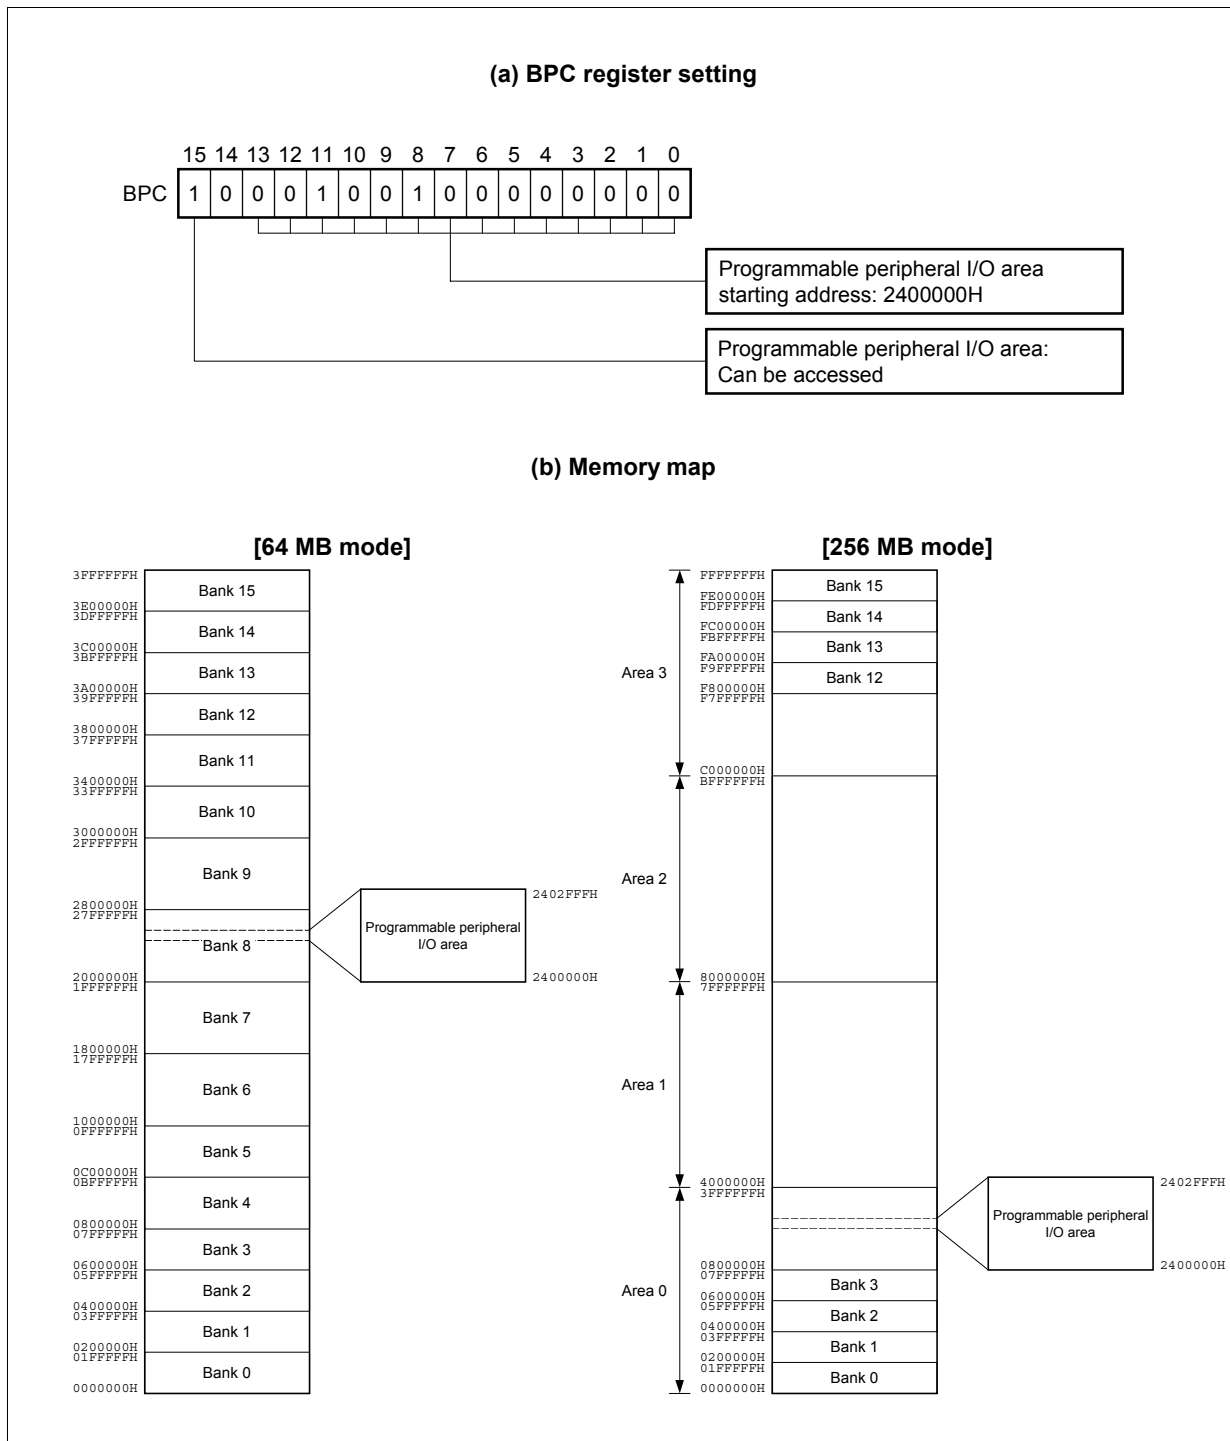 (a) BPC register setting
15 14 13 12 11 10 9 8 7 6 5 4 3 2 1 0
BPC 1 0 0 0 1 0 0 1 0 0 0 0 0 0 0 0
Programmable peripheral I/O area
starting address: 2400000H
Programmable peripheral I/O area:
Can be accessed
(b) Memory map
[64 MB mode]
3FFFFFFH
Bank 15
3E00000H
3DFFFFFH
Bank 14
3C00000H
3BFFFFFH
Bank 13
3A00000H
39FFFFFH
Bank 12
3800000H
37FFFFFH
Bank 11
3400000H
33FFFFFH
Bank 10
3000000H
2FFFFFFH
Bank 9
2800000H
27FFFFFH
Bank 8
2000000H
1FFFFFFH
Bank 7
1800000H
17FFFFFH
Bank 6
1000000H
0FFFFFFH
Bank 5
0C00000H
0BFFFFFH
Bank 4
0800000H
07FFFFFH
Bank 3
0600000H
05FFFFFH
Bank 2
0400000H
03FFFFFH
Bank 1
0200000H
01FFFFFH
Bank 0
0000000H
2402FFFH
Programmable peripheral
I/O area
2400000H
[256 MB mode]
Area 3
Area 2
Area 1
Area 0
FFFFFFFH
Bank 15
FE00000H
FDFFFFFH
Bank 14
FC00000H
FBFFFFFH
Bank 13
FA00000H
F9FFFFFH
Bank 12
F800000H
F7FFFFFH
C000000H
BFFFFFFH
8000000H
7FFFFFFH
4000000H
3FFFFFFH
0800000H
07FFFFFH
Bank 3
0600000H
05FFFFFH
Bank 2
0400000H
03FFFFFH
Bank 1
0200000H
01FFFFFH
Bank 0
0000000H
2402FFFH
Programmable peripheral
I/O area
2400000H